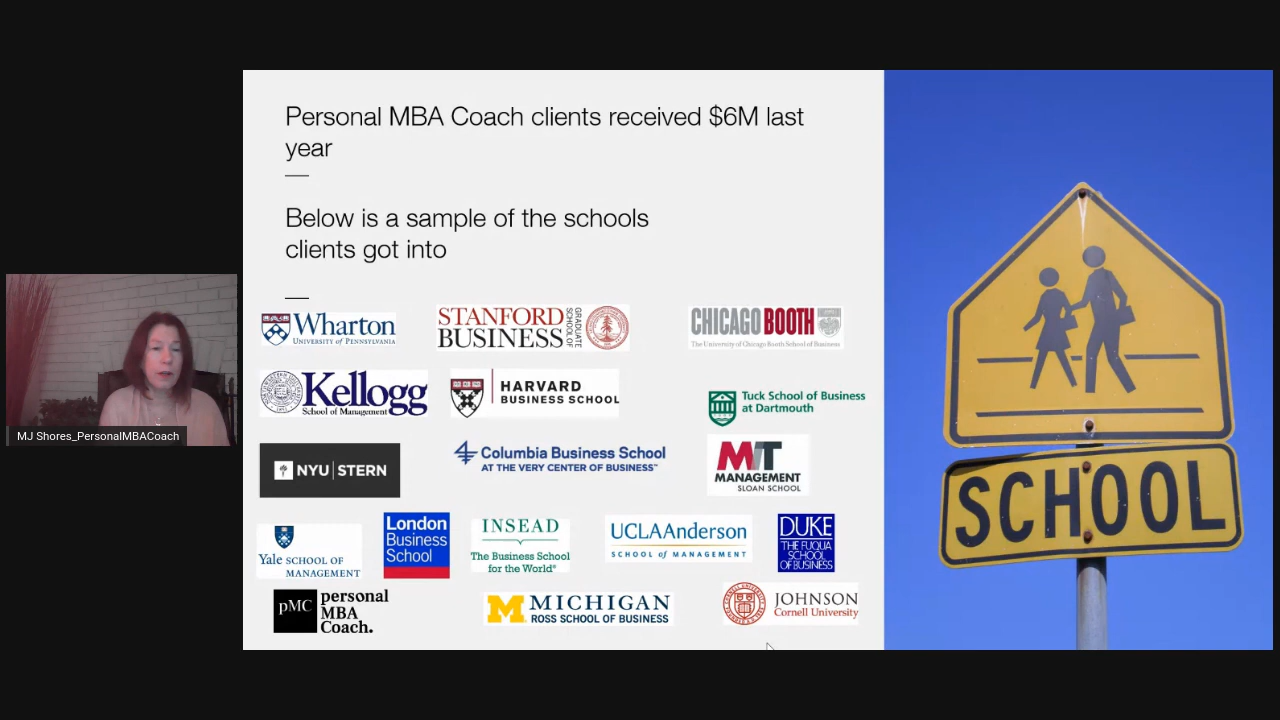 Personal MBA Coach clients received $6M last
year
Below is a sample of the schools
clients got into
Wharton
UNIVERSITY of PENNSYLVANIA
STANFORD
BUSINESS
GRADUATE
SCHOOL OF
CHICAGO BOOTH
The University of Chicago Booth School of Business
Kellogg
School of Management
HARVARD
BUSINESS SCHOOL
Tuck School of Business
at Dartmouth
NYU STERN
Columbia Business School
AT THE VERY CENTER OF BUSINESS™
MIT
MANAGEMENT
SLOAN SCHOOL
Yale SCHOOL OF
MANAGEMENT
London
Business
School
INSEAD
The Business School
for the World®
UCLAAnderson
SCHOOL of MANAGEMENT
DUKE
THE FUQUA
SCHOOL
OF BUSINESS
pMC
personal
MBA
Coach.
M
MICHIGAN
ROSS SCHOOL OF BUSINESS
JOHNSON
Cornell University
SCHOOL
MJ Shores_PersonalMBACoach